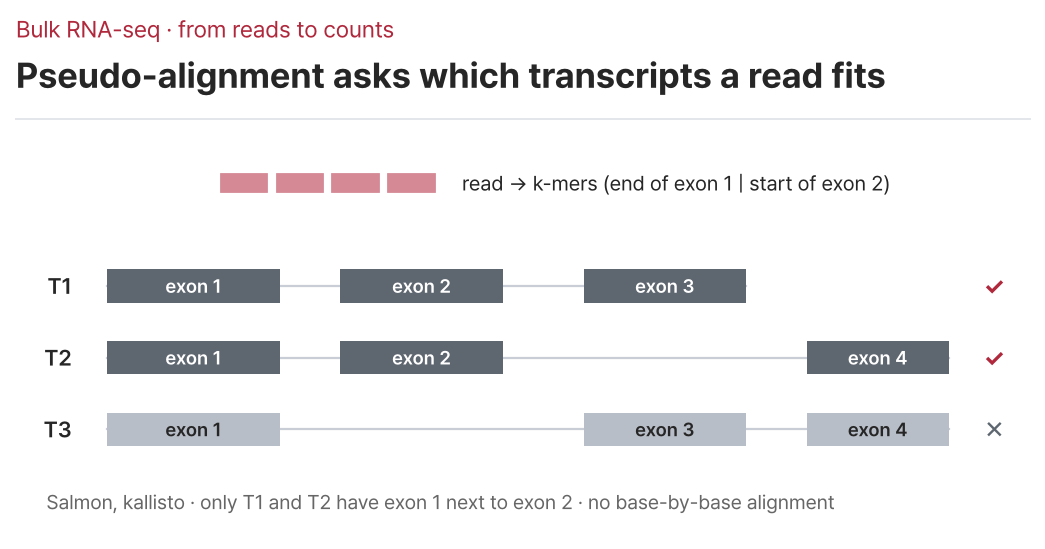 Bulk RNA-seq · from reads to counts
Pseudo-alignment asks which transcripts a read fits
read → k-mers (end of exon 1 | start of exon 2)
T1 exon 1 exon 2 exon 3 ✓
T2 exon 1 exon 2 exon 4 ✓
T3 exon 1 exon 3 exon 4 ✕
Salmon, kallisto · only T1 and T2 have exon 1 next to exon 2 · no base-by-base alignment